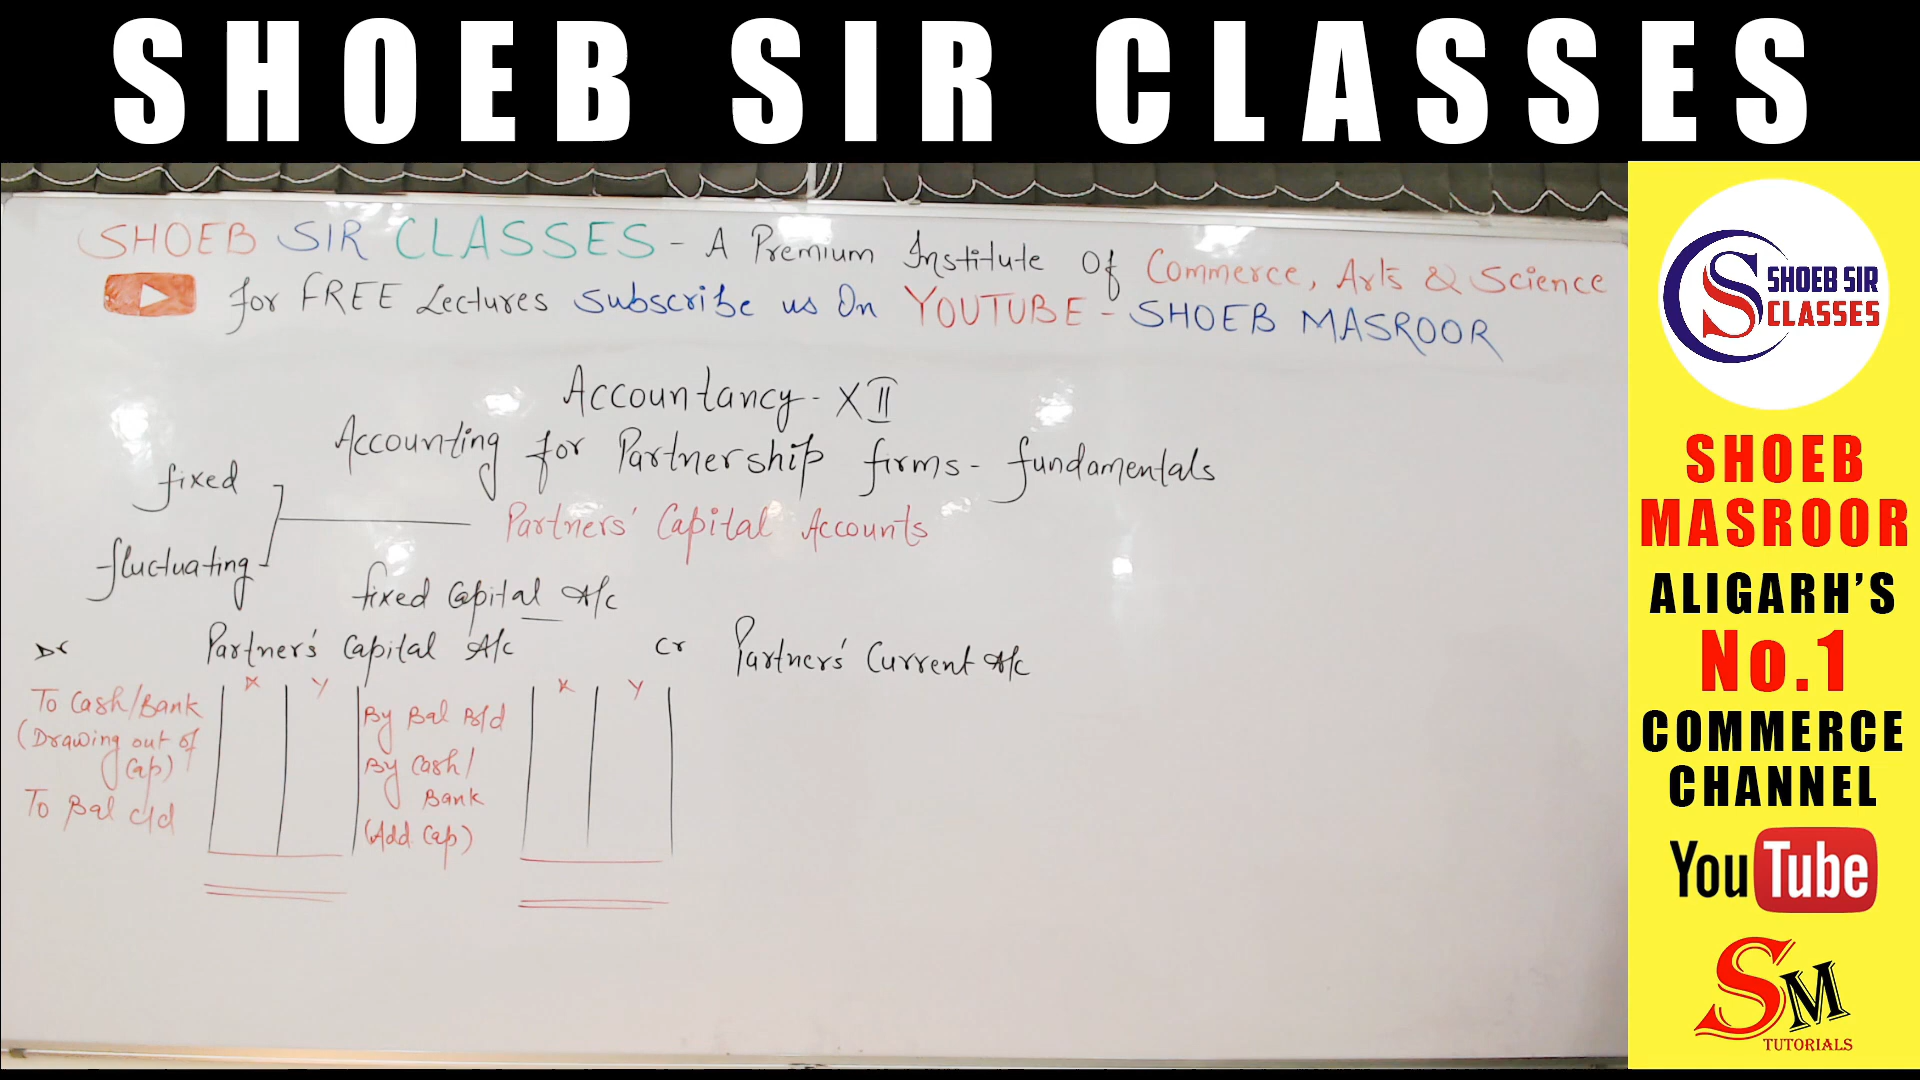 SHOEB SIR CLASSES
SHOEB SIR CLASSES - A Premium Institute Of Commerce, Arts & Science
for FREE Lectures Subscribe us On YOUTUBE - SHOEB MASROOR
Accountancy - XII
Accounting for Partnership firms - fundamentals
fixed
fluctuating
Partners' Capital Accounts
fixed Capital A/c
Dr Partner's Capital A/c Cr
X Y X Y
To Cash/Bank
(Drawing out of
Cap)
To Bal c/d
By Bal B/d
By Cash/
Bank
(Add. Cap)
Partner's Current A/c
SHOEB SIR
CLASSES
SHOEB
MASROOR
ALIGARH'S
No.1
COMMERCE
CHANNEL
YouTube
SM
TUTORIALS